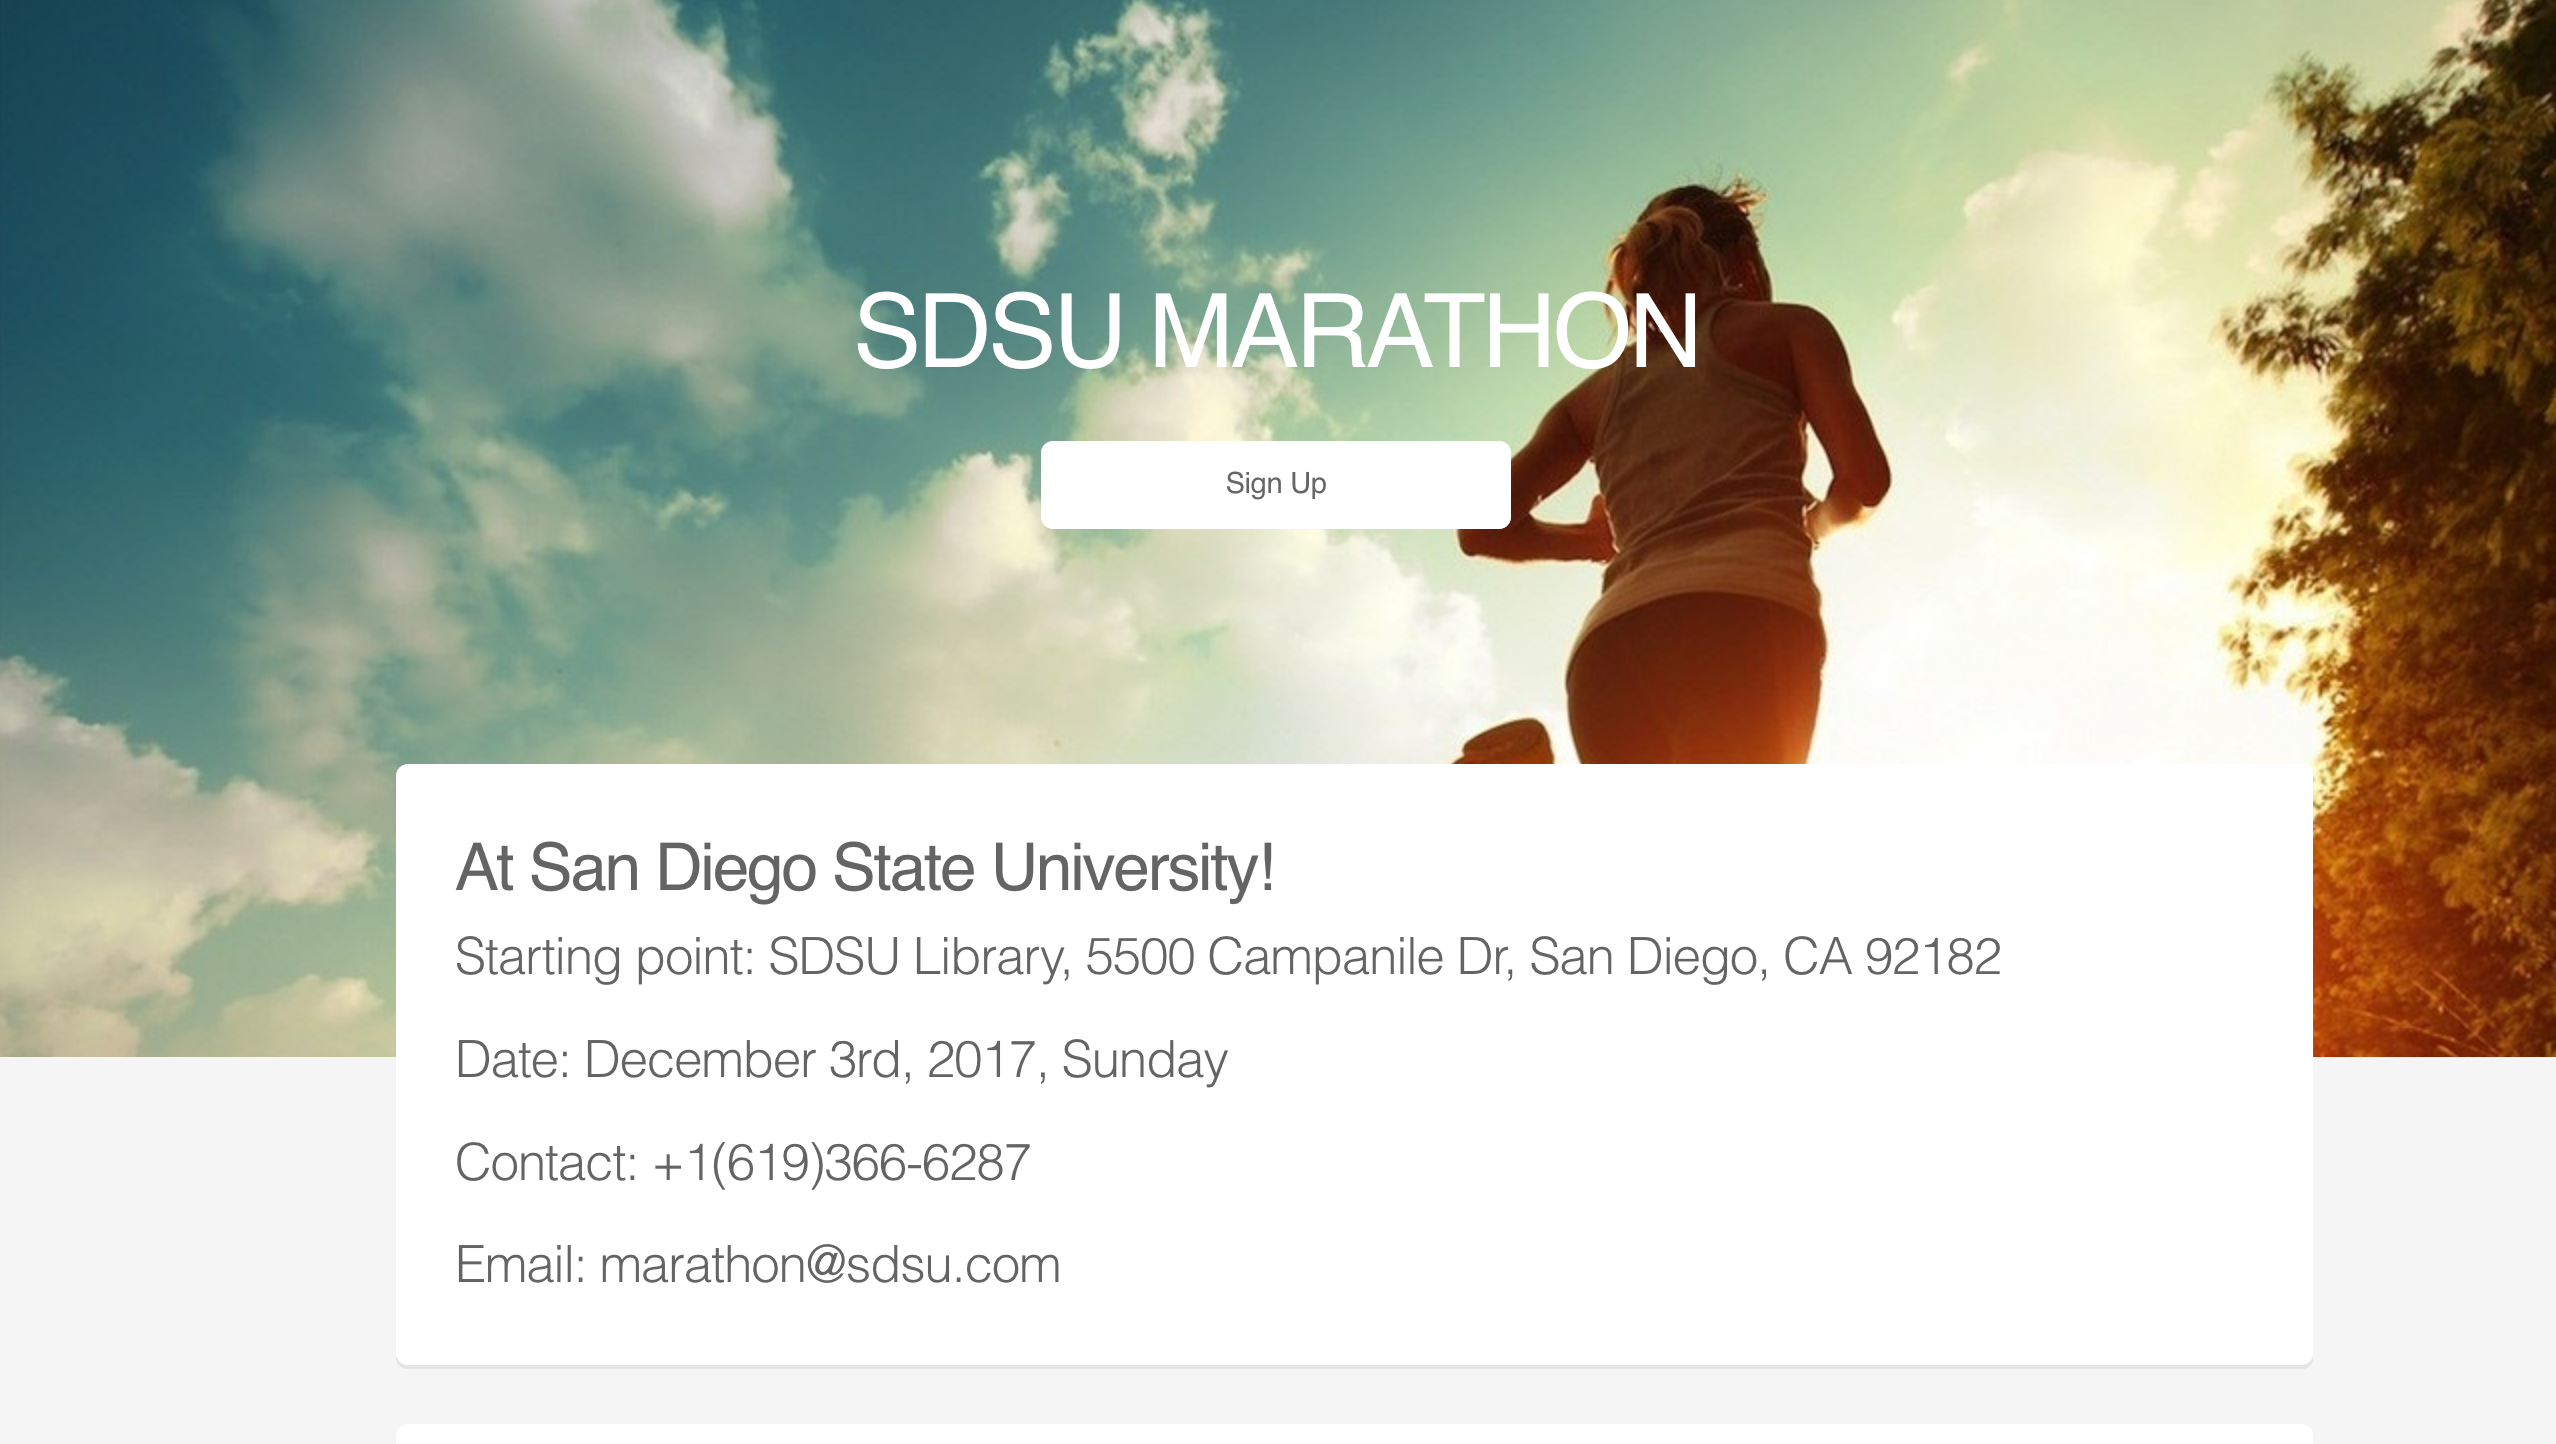 SDSU MARATHON
Sign Up
At San Diego State University!
Starting point: SDSU Library, 5500 Campanile Dr, San Diego, CA 92182
Date: December 3rd, 2017, Sunday
Contact: +1(619)366-6287
Email: marathon@sdsu.com